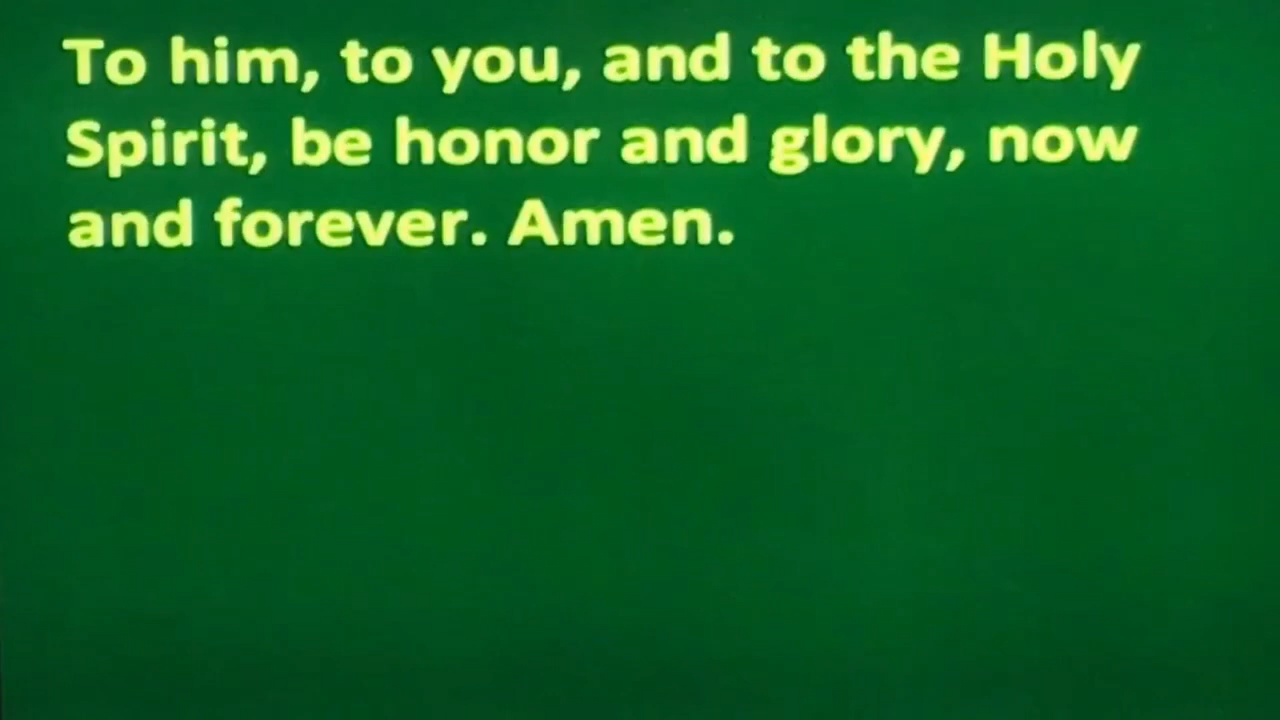 To him, to you, and to the Holy
Spirit, be honor and glory, now
and forever. Amen.